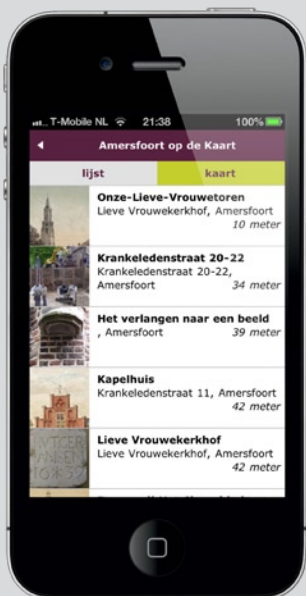 T-Mobile NL 21:38 100%
Amersfoort op de Kaart
lijst kaart
Onze-Lieve-Vrouwetoren
Lieve Vrouwekerkhof, Amersfoort
10 meter
Krankeledenstraat 20-22
Krankeledenstraat 20-22,
Amersfoort 34 meter
Het verlangen naar een beeld
, Amersfoort 39 meter
Kapelhuis
Krankeledenstraat 11, Amersfoort
42 meter
Lieve Vrouwekerkhof
Lieve Vrouwekerkhof, Amersfoort
42 meter